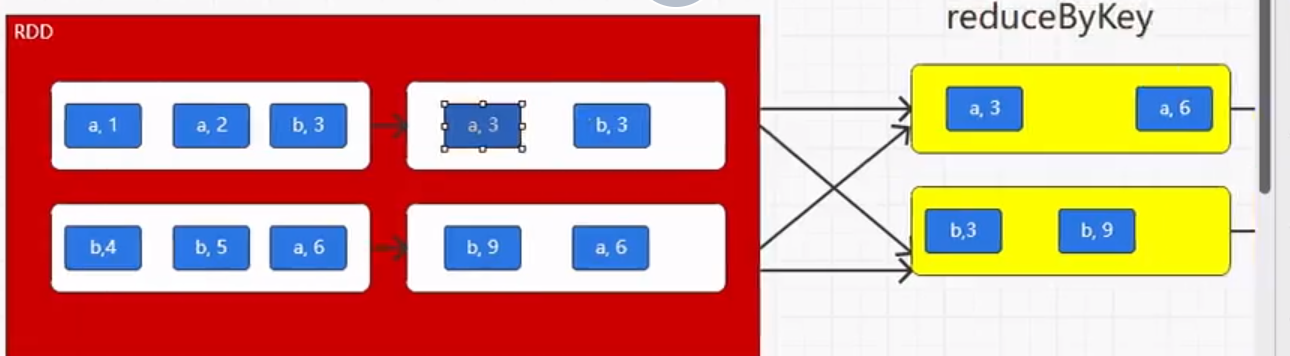 reduceByKey
RDD
a, 1
a, 2
b, 3
a, 3
b, 3
a, 3
a, 6
b,4
b, 5
a, 6
b, 9
a, 6
b,3
b, 9